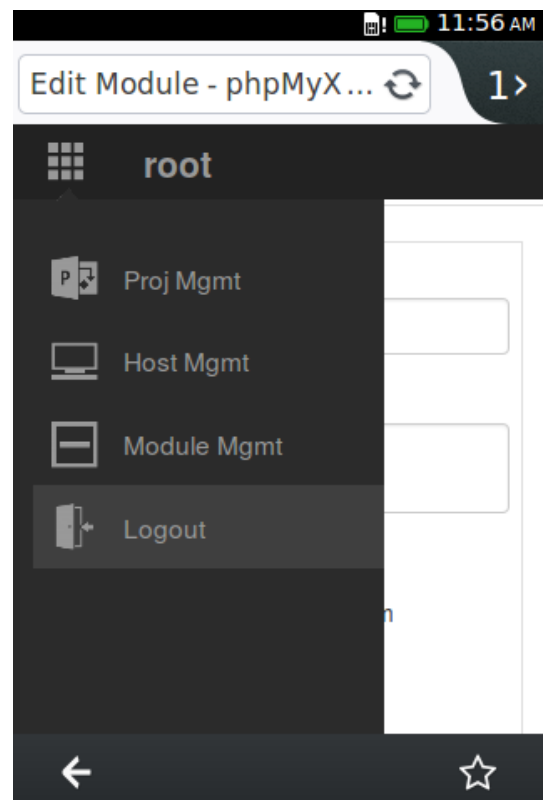 11:56 AM
Edit Module - phpMyX...
1>
root
Proj Mgmt
Host Mgmt
Module Mgmt
Logout